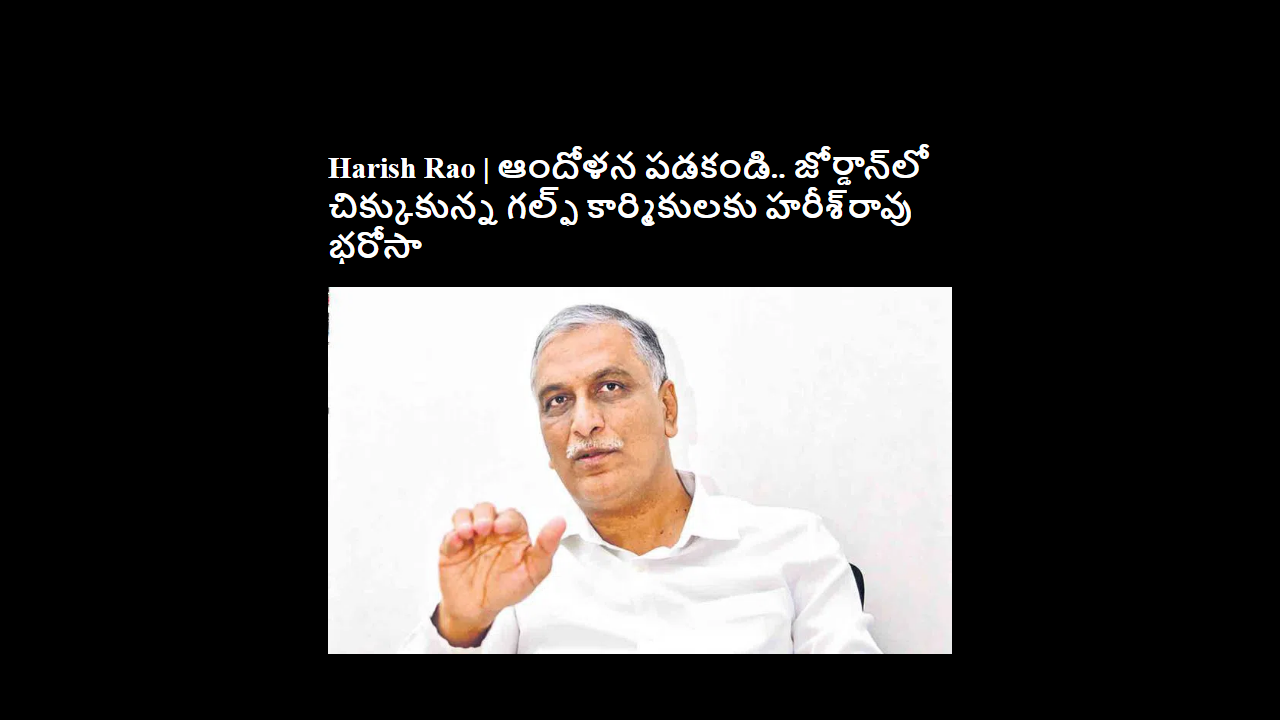 Harish Rao | ఆందోళన పడకండి.. జోర్డాన్‌లో
చిక్కుకున్న గల్ఫ్ కార్మికులకు హరీశ్‌రావు
భరోసా